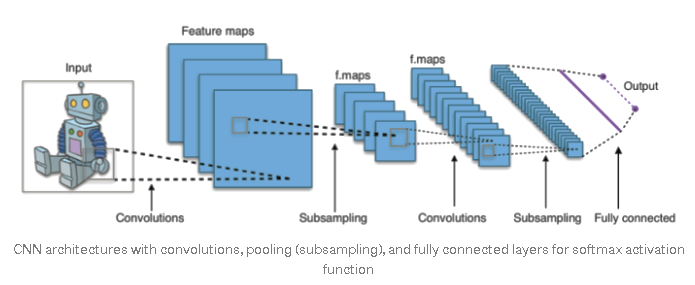 Feature maps
Input
f.maps
f.maps
Output
Convolutions
Subsampling
Convolutions
Subsampling
Fully connected
CNN architectures with convolutions, pooling (subsampling), and fully connected layers for softmax activation
function